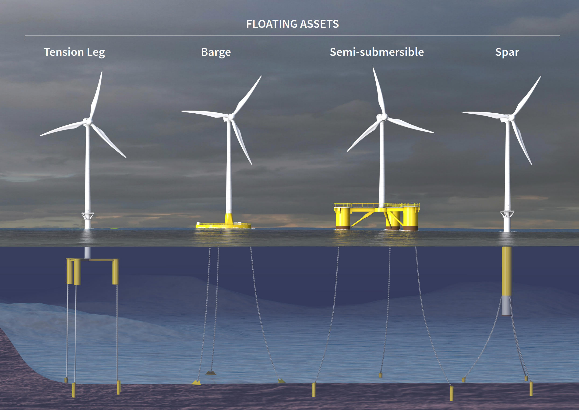 FLOATING ASSETS
Tension Leg Barge Semi-submersible Spar